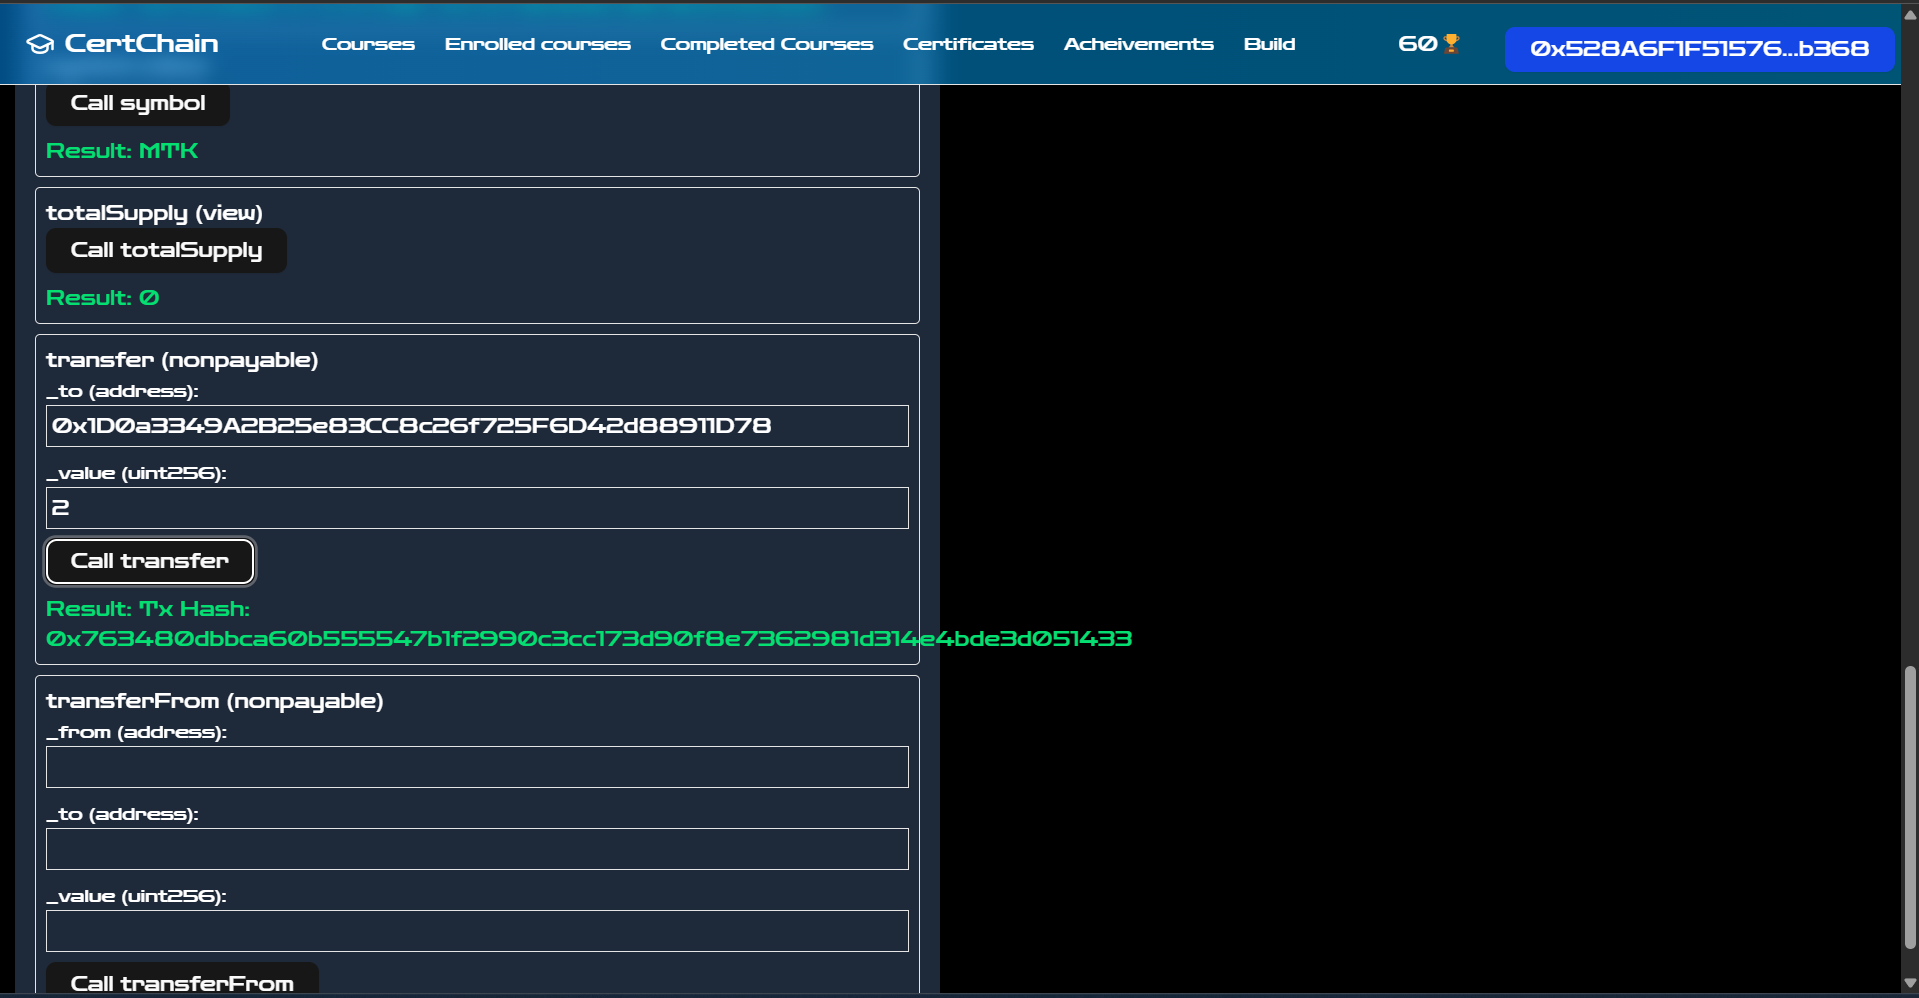 CertChain
Courses
Enrolled courses
Completed Courses
Certificates
Acheivements
Build
60
0x528A6F1F51576...b368
Call symbol
Result: MTK
totalSupply (view)
Call totalSupply
Result: 0
transfer (nonpayable)
_to (address):
0x1D0a3349A2B25e83CC8c26f725F6D42d88911D78
_value (uint256):
2
Call transfer
Result: Tx Hash:
0x763480dbbca60b555547b1f2990c3cc173d90f8e7362981d314e4bde3d051433
transferFrom (nonpayable)
_from (address):
_to (address):
_value (uint256):
Call transferFrom